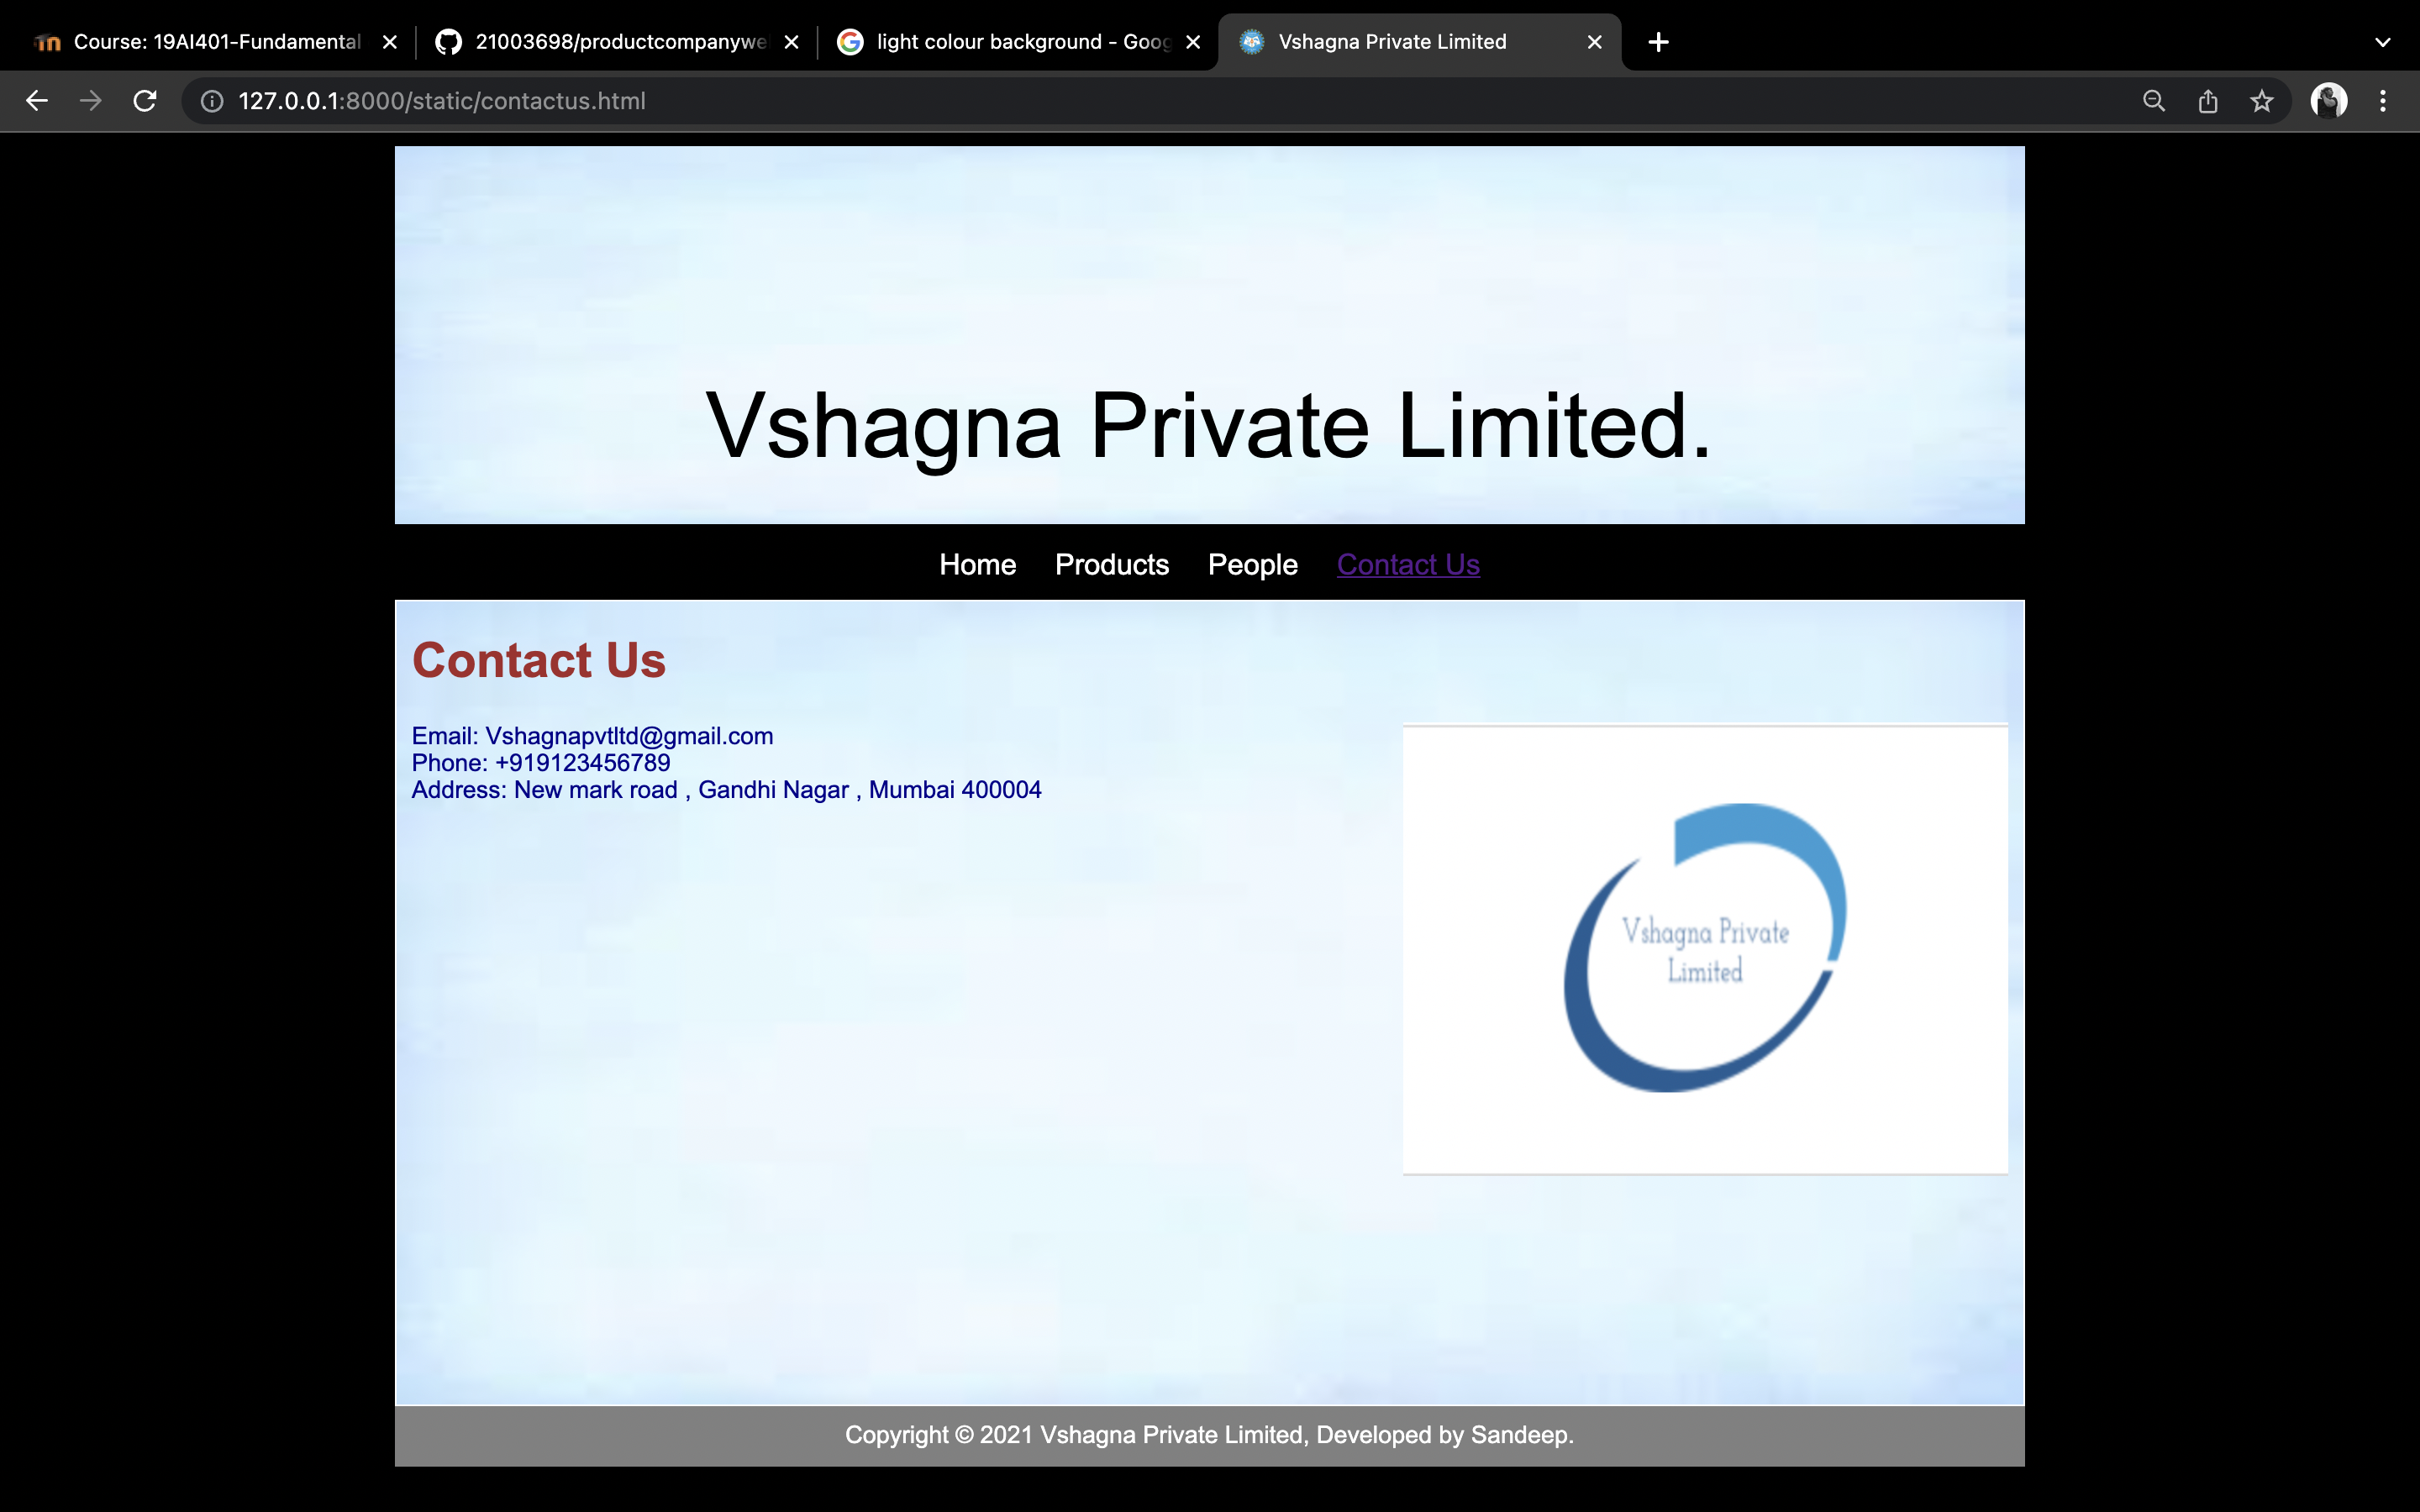 Course: 19AI401-Fundamental
21003698/productcompanywe
light colour background - Goog
Vshagna Private Limited
127.0.0.1:8000/static/contactus.html
Vshagna Private Limited.
Home Products People Contact Us
Contact Us
Email: Vshagnapvtltd@gmail.com
Phone: +919123456789
Address: New mark road , Gandhi Nagar , Mumbai 400004
Vshagna Private
Limited
Copyright © 2021 Vshagna Private Limited, Developed by Sandeep.